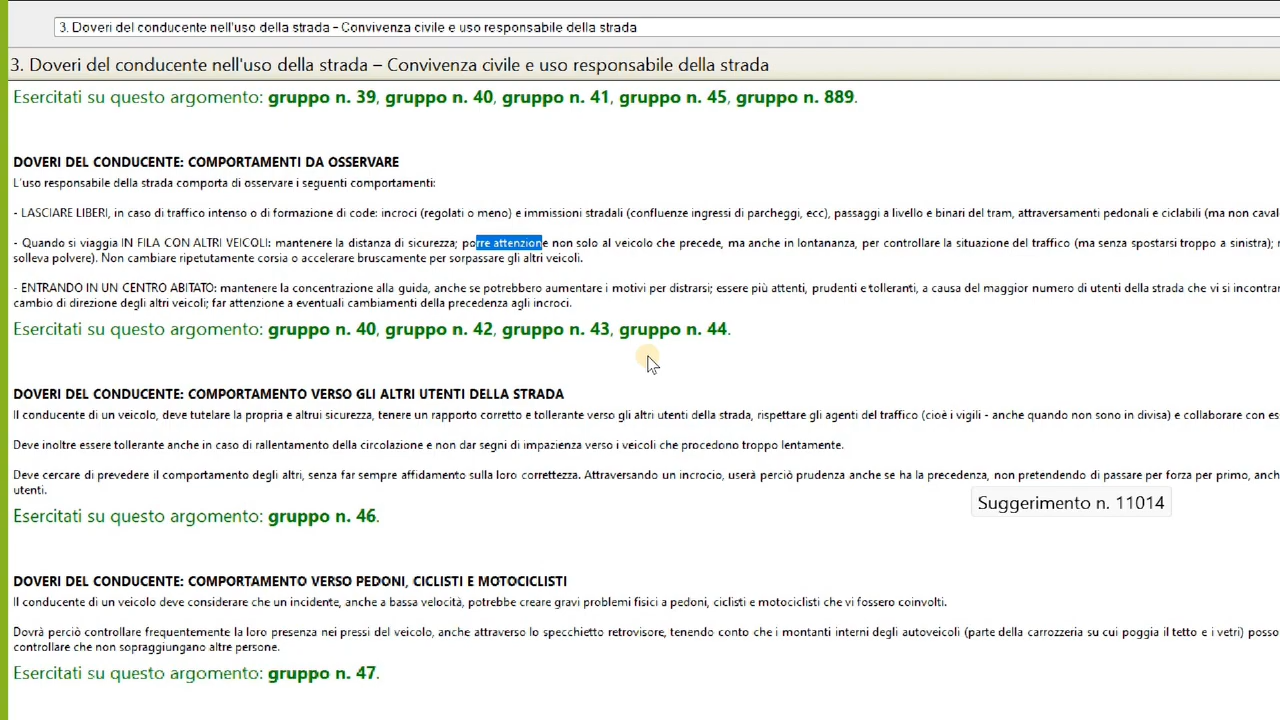 3. Doveri del conducente nell'uso della strada – Convivenza civile e uso responsabile della strada
3. Doveri del conducente nell'uso della strada – Convivenza civile e uso responsabile della strada
Esercitati su questo argomento: gruppo n. 39, gruppo n. 40, gruppo n. 41, gruppo n. 45, gruppo n. 889.
DOVERI DEL CONDUCENTE: COMPORTAMENTI DA OSSERVARE
L'uso responsabile della strada comporta di osservare i seguenti comportamenti:
- LASCIARE LIBERI, in caso di traffico intenso o di formazione di code: incroci (regolati o meno) e immissioni stradali (confluenze ingressi di parcheggi, ecc), passaggi a livello e binari del tram, attraversamenti pedonali e ciclabili (ma non caval
- Quando si viaggia IN FILA CON ALTRI VEICOLI: mantenere la distanza di sicurezza; porre attenzione non solo al veicolo che precede, ma anche in lontananza, per controllare la situazione del traffico (ma senza spostarsi troppo a sinistra);
solleva polvere). Non cambiare ripetutamente corsia o accelerare bruscamente per sorpassare gli altri veicoli.
- ENTRANDO IN UN CENTRO ABITATO: mantenere la concentrazione alla guida, anche se potrebbero aumentare i motivi per distrarsi; essere più attenti, prudenti e tolleranti, a causa del maggior numero di utenti della strada che vi si incontra
cambio di direzione degli altri veicoli; far attenzione a eventuali cambiamenti della precedenza agli incroci.
Esercitati su questo argomento: gruppo n. 40, gruppo n. 42, gruppo n. 43, gruppo n. 44.
DOVERI DEL CONDUCENTE: COMPORTAMENTO VERSO GLI ALTRI UTENTI DELLA STRADA
Il conducente di un veicolo, deve tutelare la propria e altrui sicurezza, tenere un rapporto corretto e tollerante verso gli altri utenti della strada, rispettare gli agenti del traffico (cioè i vigili - anche quando non sono in divisa) e collaborare con es
Deve inoltre essere tollerante anche in caso di rallentamento della circolazione e non dar segni di impazienza verso i veicoli che procedono troppo lentamente.
Deve cercare di prevedere il comportamento degli altri, senza far sempre affidamento sulla loro correttezza. Attraversando un incrocio, userà perciò prudenza anche se ha la precedenza, non pretendendo di passare per forza per primo, anch
utenti.
Suggerimento n. 11014
Esercitati su questo argomento: gruppo n. 46.
DOVERI DEL CONDUCENTE: COMPORTAMENTO VERSO PEDONI, CICLISTI E MOTOCICLISTI
Il conducente di un veicolo deve considerare che un incidente, anche a bassa velocità, potrebbe creare gravi problemi fisici a pedoni, ciclisti e motociclisti che vi fossero coinvolti.
Dovrà perciò controllare frequentemente la loro presenza nei pressi del veicolo, anche attraverso lo specchietto retrovisore, tenendo conto che i montanti interni degli autoveicoli (parte della carrozzeria su cui poggia il tetto e i vetri) posso
controllare che non sopraggiungano altre persone.
Esercitati su questo argomento: gruppo n. 47.